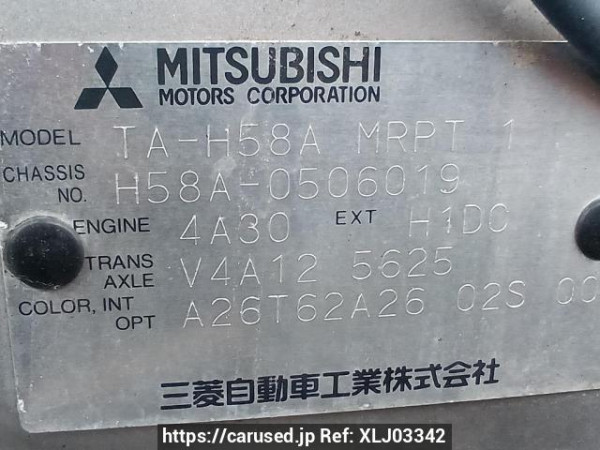 MITSUBISHI
MOTORS CORPORATION
MODEL TA-H58A MRPT 1
CHASSIS NO. H58A-0506019
ENGINE 4A30 EXT H1DC
TRANS AXLE V4A12 5625
COLOR, INT OPT A26T62A26 02S 00
三菱自動車工業株式会社
https://carused.jp Ref: XLJ03342